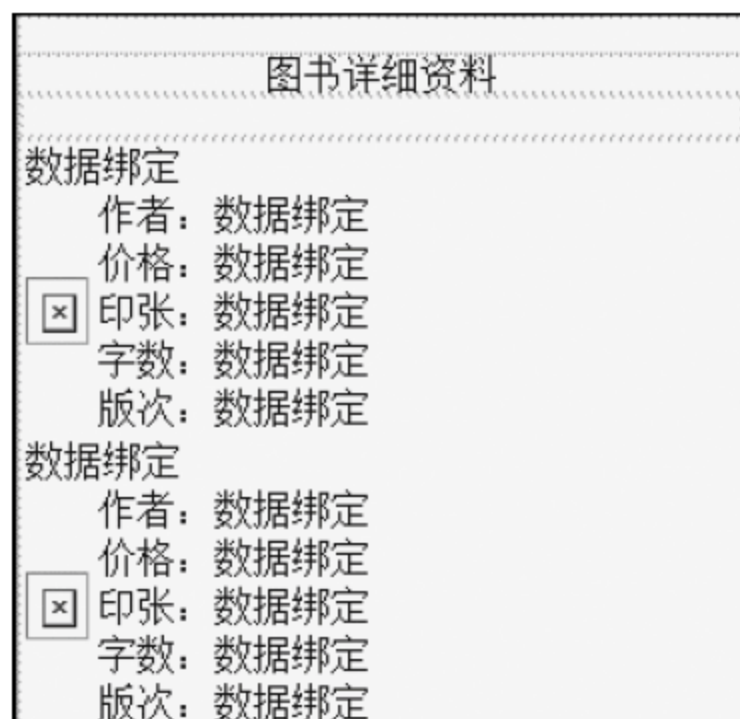 图书详细资料
数据绑定
作者：数据绑定
价格：数据绑定
印张：数据绑定
字数：数据绑定
版次：数据绑定
数据绑定
作者：数据绑定
价格：数据绑定
印张：数据绑定
字数：数据绑定
版次：数据绑定